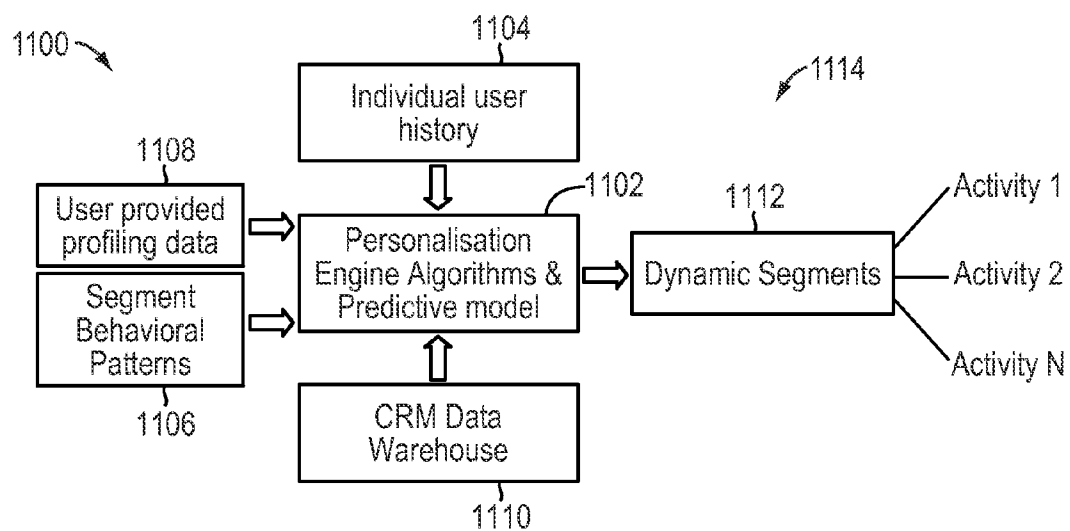 1100
1104
1114
Individual user
history
1108
1102
User provided
profiling data
Personalisation
Engine Algorithms &
Predictive model
1112
Dynamic Segments
Activity 1
Activity 2
Activity N
Segment
Behavioral
Patterns
1106
CRM Data
Warehouse
1110